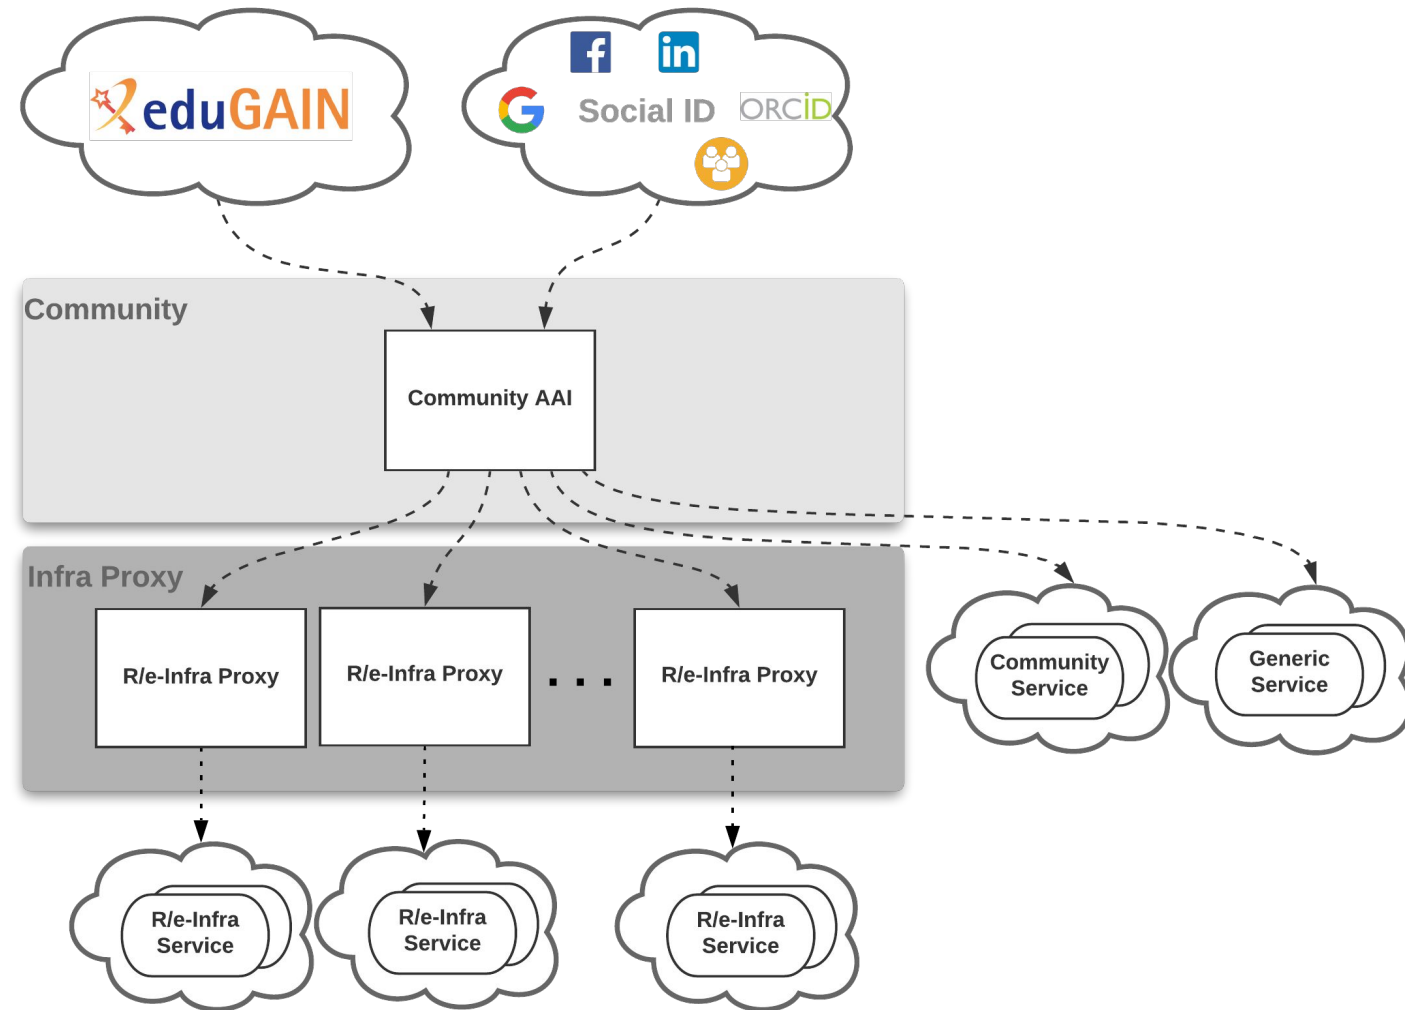 eduGAIN
Social ID
ORCID
Community
Community AAI
Infra Proxy
R/e-Infra Proxy
R/e-Infra Proxy
. . .
R/e-Infra Proxy
Community
Service
Generic
Service
R/e-Infra
Service
R/e-Infra
Service
R/e-Infra
Service